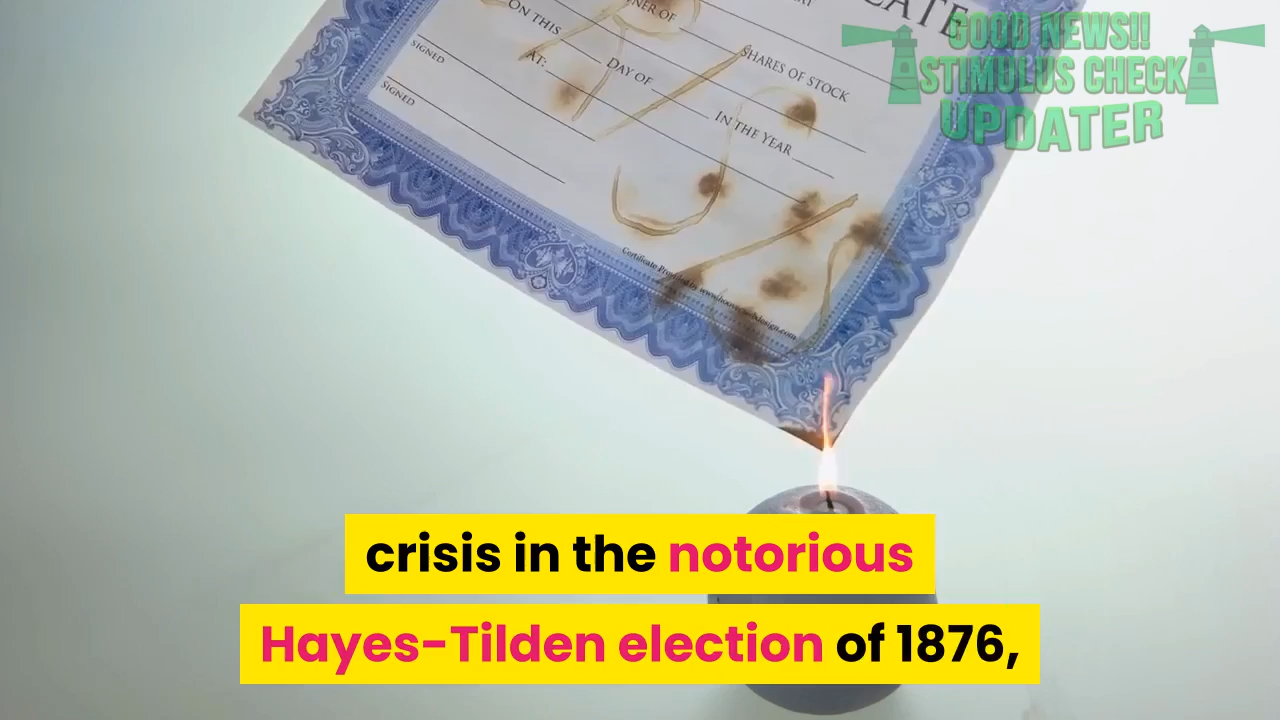 GOOD NEWS!!
STIMULUS CHECK
UPDATER
ON THIS
DAY OF
SHARES OF STOCK
AT:
IN THE YEAR
SIGNED
SIGNED
crisis in the notorious
Hayes-Tilden election of 1876,